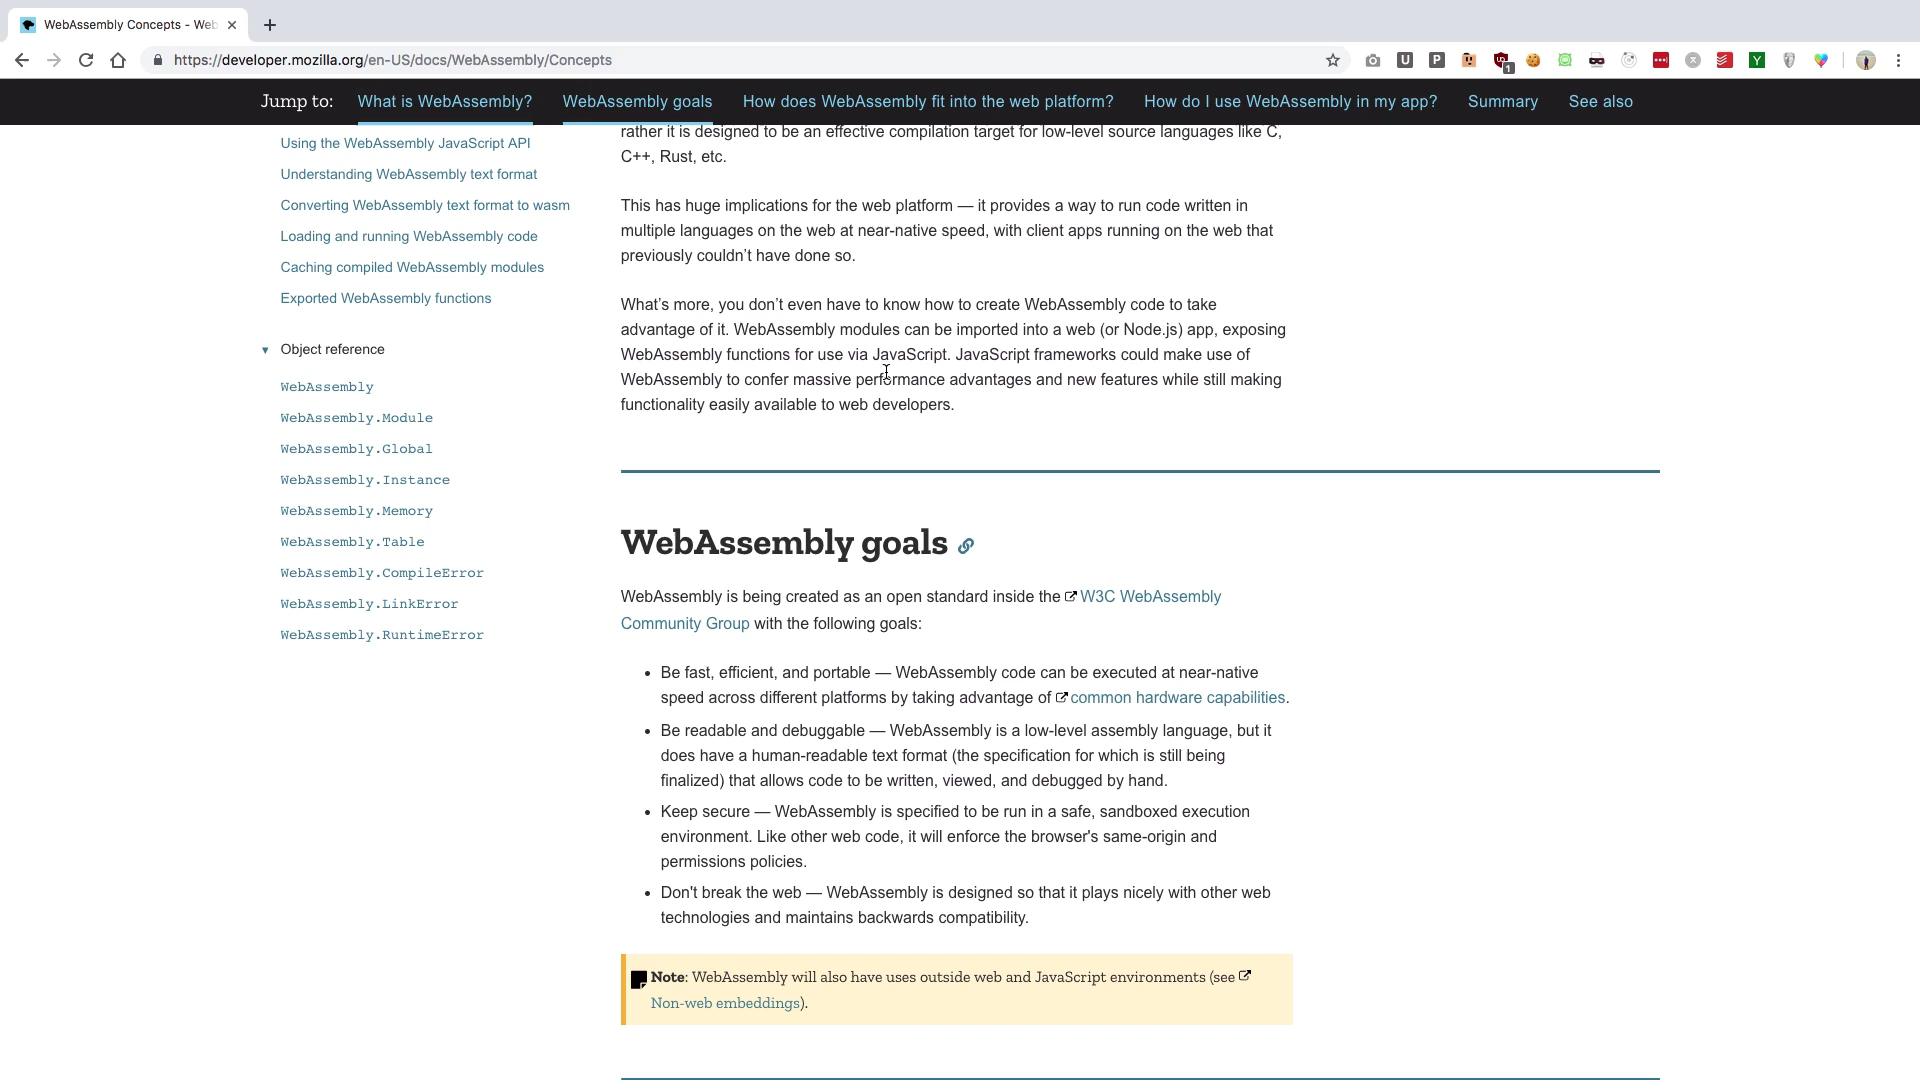 WebAssembly Concepts - Web
https://developer.mozilla.org/en-US/docs/WebAssembly/Concepts
U
P
1
Y
Jump to: What is WebAssembly? WebAssembly goals How does WebAssembly fit into the web platform? How do I use WebAssembly in my app? Summary See also
Using the WebAssembly JavaScript API
Understanding WebAssembly text format
Converting WebAssembly text format to wasm
Loading and running WebAssembly code
Caching compiled WebAssembly modules
Exported WebAssembly functions
Object reference
WebAssembly
WebAssembly.Module
WebAssembly.Global
WebAssembly.Instance
WebAssembly.Memory
WebAssembly.Table
WebAssembly.CompileError
WebAssembly.LinkError
WebAssembly.RuntimeError
rather it is designed to be an effective compilation target for low-level source languages like C,
C++, Rust, etc.
This has huge implications for the web platform — it provides a way to run code written in
multiple languages on the web at near-native speed, with client apps running on the web that
previously couldn’t have done so.
What’s more, you don’t even have to know how to create WebAssembly code to take
advantage of it. WebAssembly modules can be imported into a web (or Node.js) app, exposing
WebAssembly functions for use via JavaScript. JavaScript frameworks could make use of
WebAssembly to confer massive performance advantages and new features while still making
functionality easily available to web developers.
WebAssembly goals
WebAssembly is being created as an open standard inside the W3C WebAssembly
Community Group with the following goals:
• Be fast, efficient, and portable — WebAssembly code can be executed at near-native
speed across different platforms by taking advantage of common hardware capabilities.
• Be readable and debuggable — WebAssembly is a low-level assembly language, but it
does have a human-readable text format (the specification for which is still being
finalized) that allows code to be written, viewed, and debugged by hand.
• Keep secure — WebAssembly is specified to be run in a safe, sandboxed execution
environment. Like other web code, it will enforce the browser's same-origin and
permissions policies.
• Don't break the web — WebAssembly is designed so that it plays nicely with other web
technologies and maintains backwards compatibility.
Note: WebAssembly will also have uses outside web and JavaScript environments (see
Non-web embeddings).